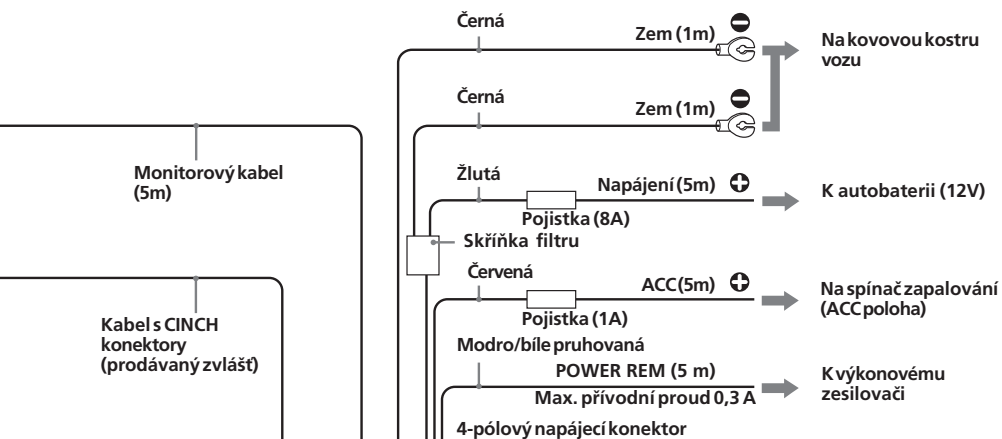 Černá
Zem (1m)
Na kovovou kostru
vozu
Černá
Zem (1m)
Monitorový kabel
(5m)
Žlutá
Napájení (5m)
K autobaterii (12V)
Pojistka (8A)
Skříňka filtru
Červená
ACC (5m)
Na spínač zapalování
(ACC poloha)
Pojistka (1A)
Kabel s CINCH
konektory
(prodávaný zvlášť)
Modro/bíle pruhovaná
POWER REM (5 m)
K výkonovému
zesilovači
Max. přívodní proud 0,3 A
4-pólový napájecí konektor